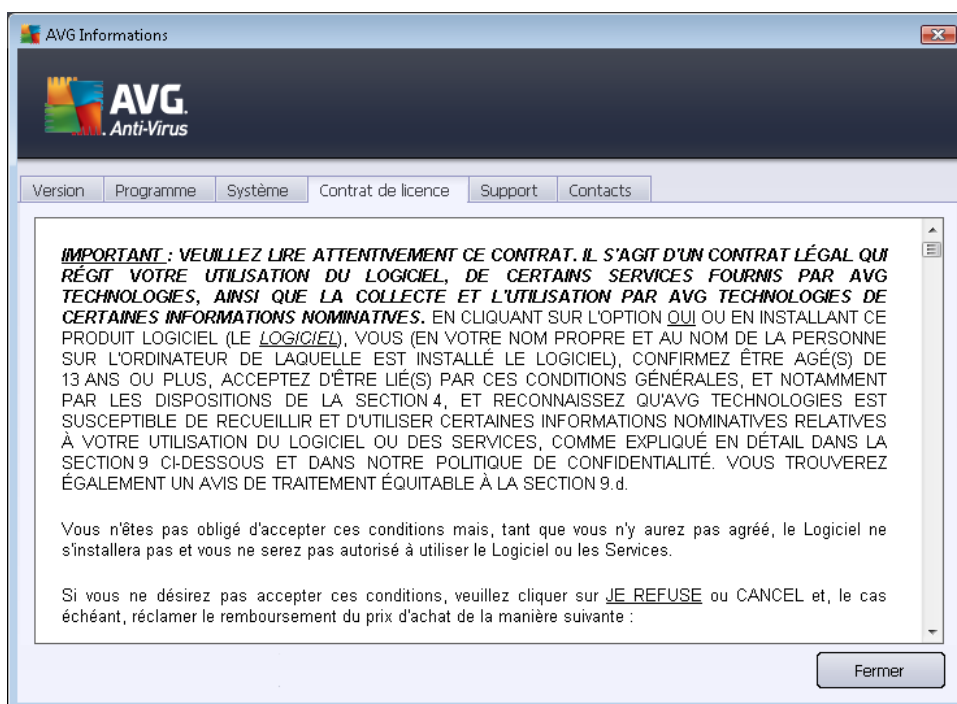 AVG Informations
AVG.
Anti-Virus
Version Programme Système Contrat de licence Support Contacts
IMPORTANT : VEUILLEZ LIRE ATTENTIVEMENT CE CONTRAT. IL S'AGIT D'UN CONTRAT LÉGAL QUI
RÉGIT VOTRE UTILISATION DU LOGICIEL, DE CERTAINS SERVICES FOURNIS PAR AVG
TECHNOLOGIES, AINSI QUE LA COLLECTE ET L'UTILISATION PAR AVG TECHNOLOGIES DE
CERTAINES INFORMATIONS NOMINATIVES. EN CLIQUANT SUR L'OPTION OUI OU EN INSTALLANT CE
PRODUIT LOGICIEL (LE LOGICIEL), VOUS (EN VOTRE NOM PROPRE ET AU NOM DE LA PERSONNE
SUR L'ORDINATEUR DE LAQUELLE EST INSTALLÉ LE LOGICIEL), CONFIRMEZ ÊTRE AGÉ(S) DE
13 ANS OU PLUS, ACCEPTEZ D'ÊTRE LIÉ(S) PAR CES CONDITIONS GÉNÉRALES, ET NOTAMMENT
PAR LES DISPOSITIONS DE LA SECTION 4, ET RECONNAISSEZ QU'AVG TECHNOLOGIES EST
SUSCEPTIBLE DE RECUEILLIR ET D'UTILISER CERTAINES INFORMATIONS NOMINATIVES RELATIVES
À VOTRE UTILISATION DU LOGICIEL OU DES SERVICES, COMME EXPLIQUÉ EN DÉTAIL DANS LA
SECTION 9 CI-DESSOUS ET DANS NOTRE POLITIQUE DE CONFIDENTIALITÉ. VOUS TROUVEREZ
ÉGALEMENT UN AVIS DE TRAITEMENT ÉQUITABLE À LA SECTION 9.d.
Vous n'êtes pas obligé d'accepter ces conditions mais, tant que vous n'y aurez pas agréé, le Logiciel ne
s'installera pas et vous ne serez pas autorisé à utiliser le Logiciel ou les Services.
Si vous ne désirez pas accepter ces conditions, veuillez cliquer sur JE REFUSE ou CANCEL et, le cas
échéant, réclamer le remboursement du prix d'achat de la manière suivante :
Fermer